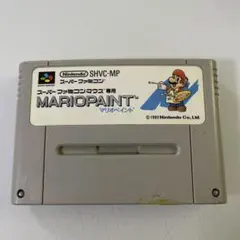 Nintendo SHVC-MP
スーパーファミコン
スーパーファミコンマウス専用
MARIOPAINT
マリオペイント
©1992 Nintendo Co., Ltd.